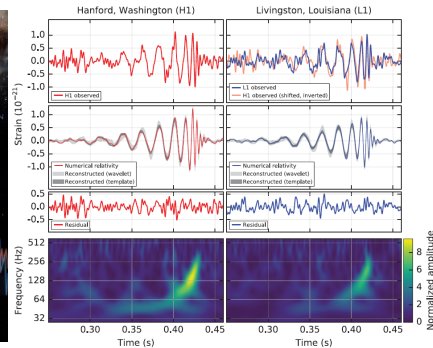 Hanford, Washington (H1)
Livingston, Louisiana (L1)
1.0
0.5
0.0
-0.5
-1.0
H1 observed
L1 observed
H1 observed (shifted, inverted)
Strain (10⁻²¹)
1.0
0.5
0.0
-0.5
-1.0
Numerical relativity
Reconstructed (wavelet)
Reconstructed (template)
Numerical relativity
Reconstructed (wavelet)
Reconstructed (template)
0.5
0.0
-0.5
Residual
Residual
Frequency (Hz)
512
256
128
64
32
0.30
0.35
0.40
0.45
Time (s)
0.30
0.35
0.40
0.45
Time (s)
8
6
4
2
0
Normalized amplitude